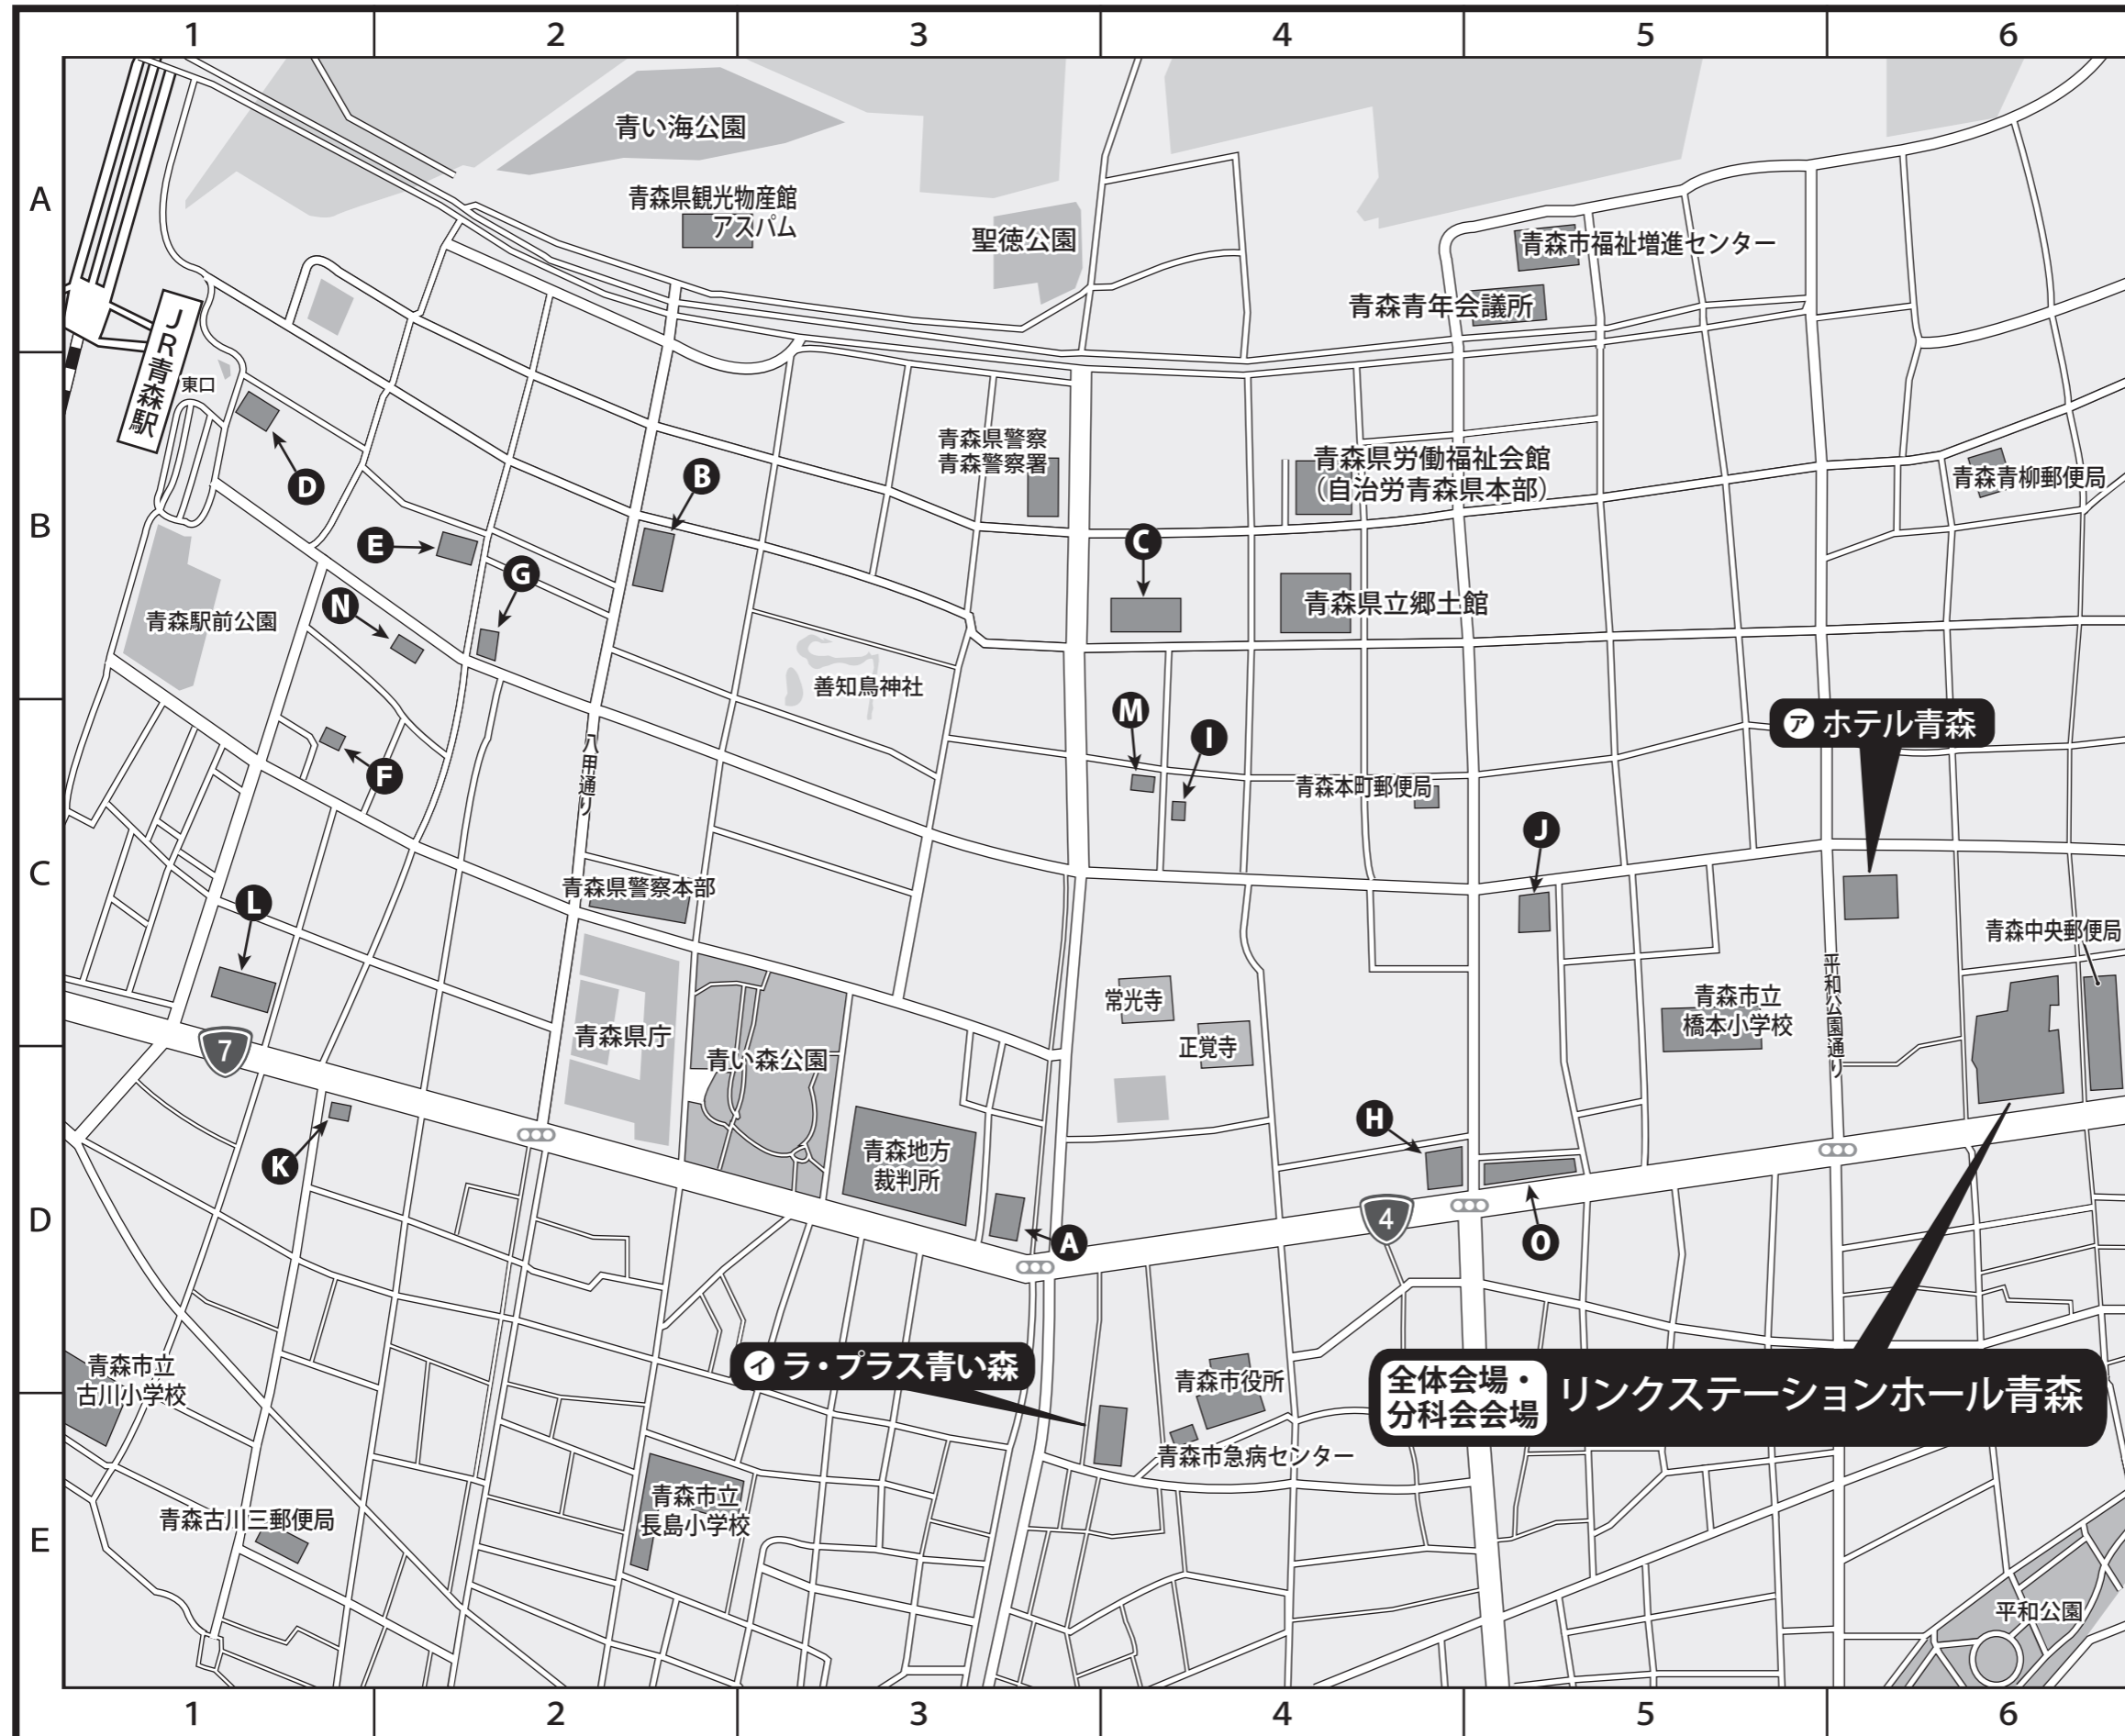 1 2 3 4 5 6
青い海公園
青森県観光物産館
アスパム
聖徳公園
青森市福祉増進センター
A
青森青年会議所
JR青森駅
東口
D
青森県警察
青森警察署
B
青森県労働福祉会館
（自治労青森県本部）
青森青柳郵便局
B
E
C
G
N
青森県立郷土館
青森駅前公園
善知鳥神社
M
I
ア ホテル青森
F
八甲通り
青森本町郵便局
J
C
青森県警察本部
L
青森中央郵便局
平和公園通り
常光寺
青森市立
橋本小学校
青森県庁
7
正覚寺
青い森公園
H
青森地方
裁判所
K
D
A
4
O
イ ラ・プラス青い森
青森市立
古川小学校
青森市役所
全体会場・
分科会会場
リンクステーションホール青森
青森市急病センター
青森市立
長島小学校
青森古川三郵便局
E
平和公園
1 2 3 4 5 6